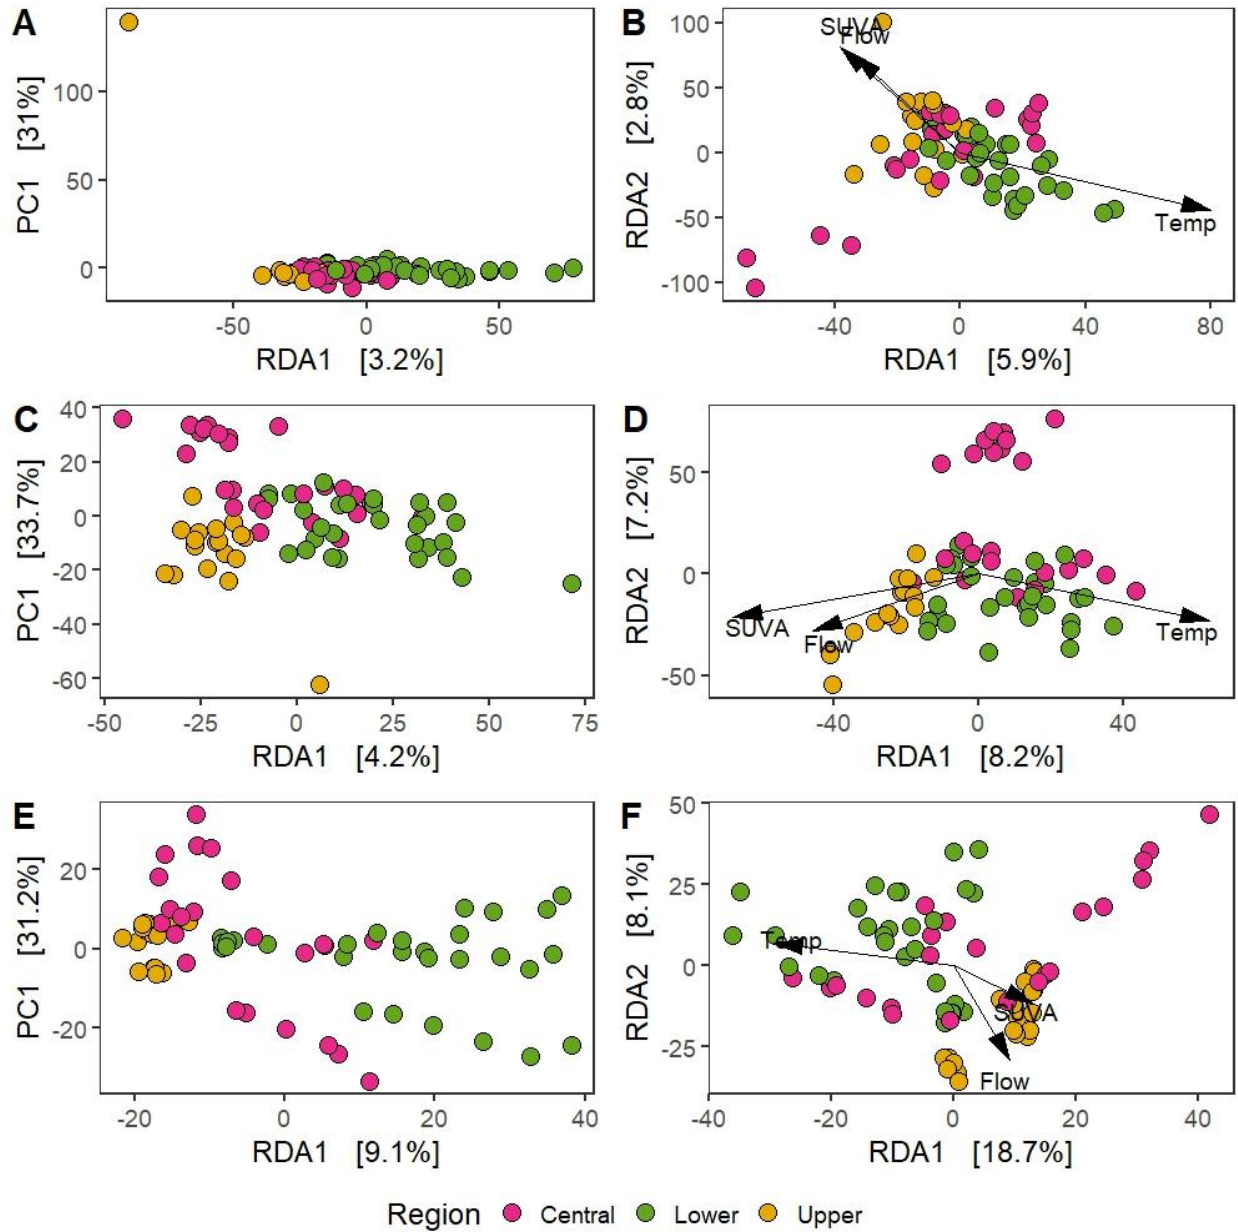 A
PC1 [31%]
100
50
0
-50 0 50
RDA1 [3.2%]
B
RDA2 [2.8%]
100
50
0
-50
-100
SUVA
Flow
Temp
-40 0 40 80
RDA1 [5.9%]
C
PC1 [33.7%]
40
20
0
-20
-40
-60
-50 -25 0 25 50 75
RDA1 [4.2%]
D
RDA2 [7.2%]
50
0
-50
SUVA
Flow
Temp
-40 0 40
RDA1 [8.2%]
E
PC1 [31.2%]
20
0
-20
-20 0 20 40
RDA1 [9.1%]
F
RDA2 [8.1%]
50
25
0
-25
Temp
SUVA
Flow
-40 -20 0 20 40
RDA1 [18.7%]
Region Central Lower Upper